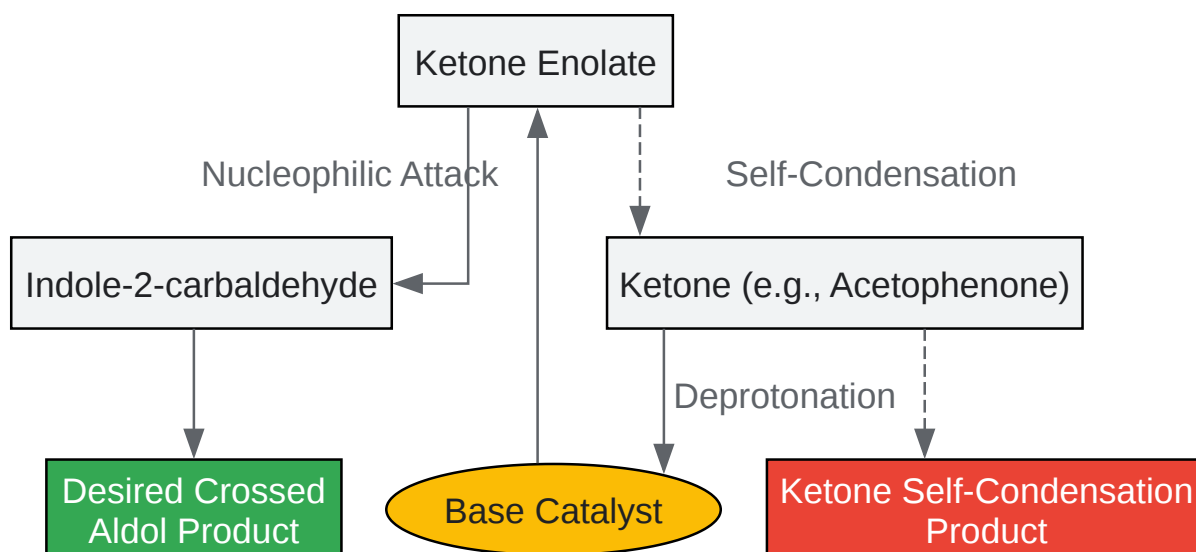 Ketone Enolate
Nucleophilic Attack
Self-Condensation
Indole-2-carbaldehyde
Ketone (e.g., Acetophenone)
Deprotonation
Desired Crossed
Aldol Product
Base Catalyst
Ketone Self-Condensation
Product